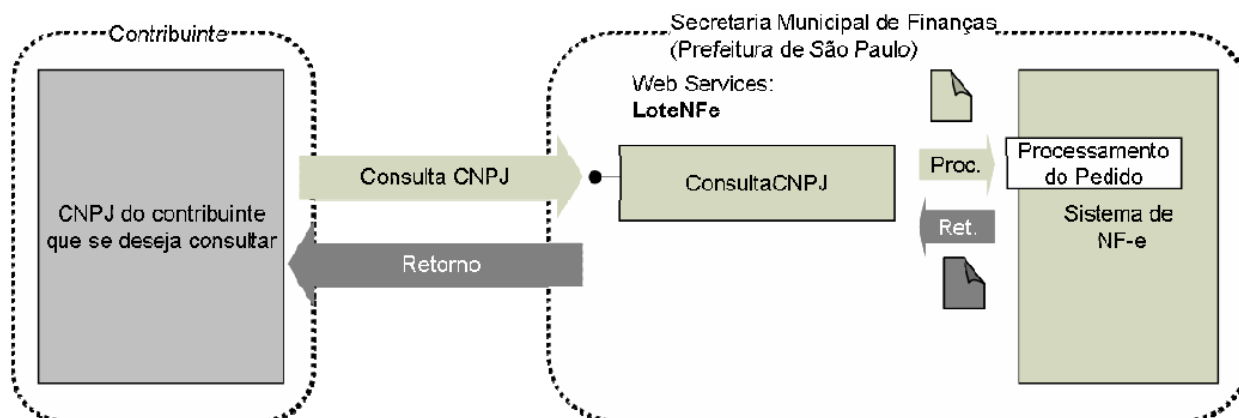 Contribuinte
Secretaria Municipal de Finanças
(Prefeitura de São Paulo)
Web Services:
LoteNFe
CNPJ do contribuinte
que se deseja consultar
Consulta CNPJ
Retorno
ConsultaCNPJ
Proc.
Ret.
Processamento
do Pedido
Sistema de
NF-e